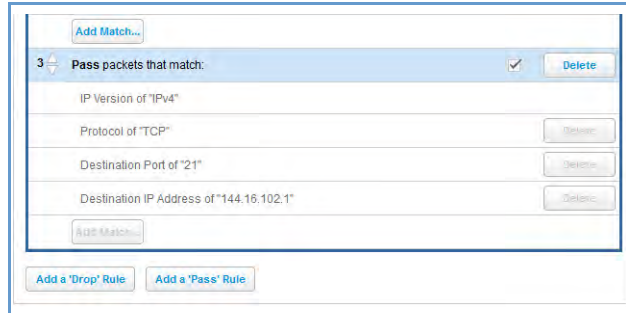 Add Match...
3 Pass packets that match: Delete
IP Version of "IPv4"
Protocol of "TCP" Delete
Destination Port of "21" Delete
Destination IP Address of "144.16.102.1" Delete
Add Match...
Add a 'Drop' Rule Add a 'Pass' Rule